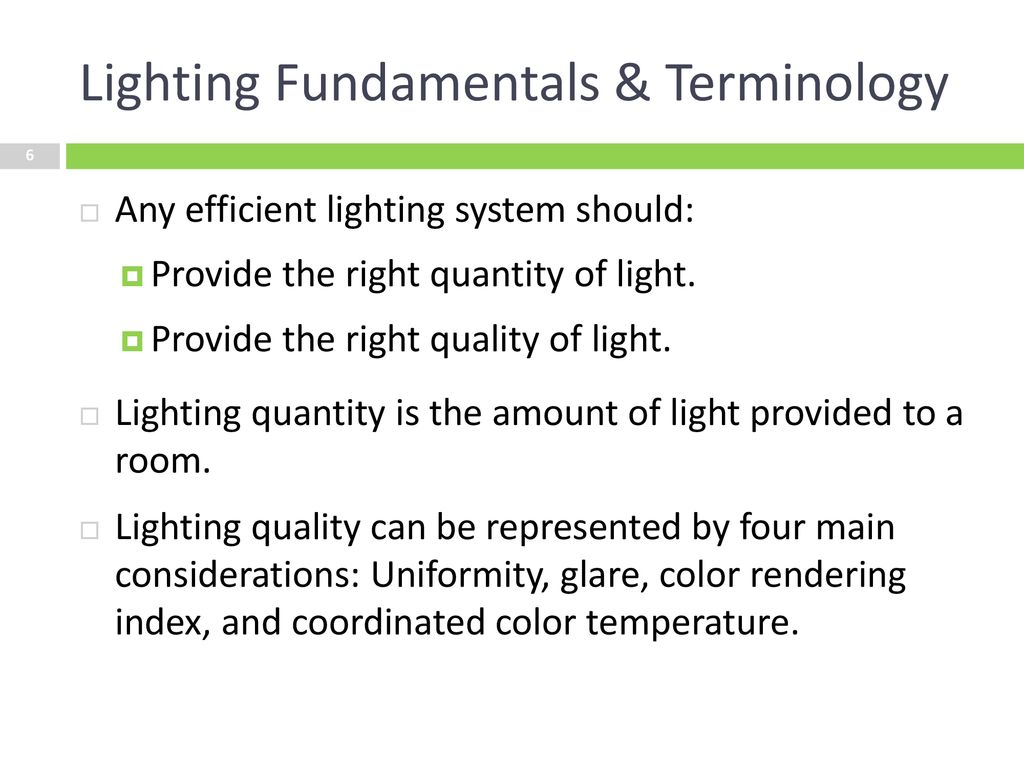 Lighting Fundamentals & Terminology
6
Any efficient lighting system should:
Provide the right quantity of light.
Provide the right quality of light.
Lighting quantity is the amount of light provided to a
room.
Lighting quality can be represented by four main
considerations: Uniformity, glare, color rendering
index, and coordinated color temperature.